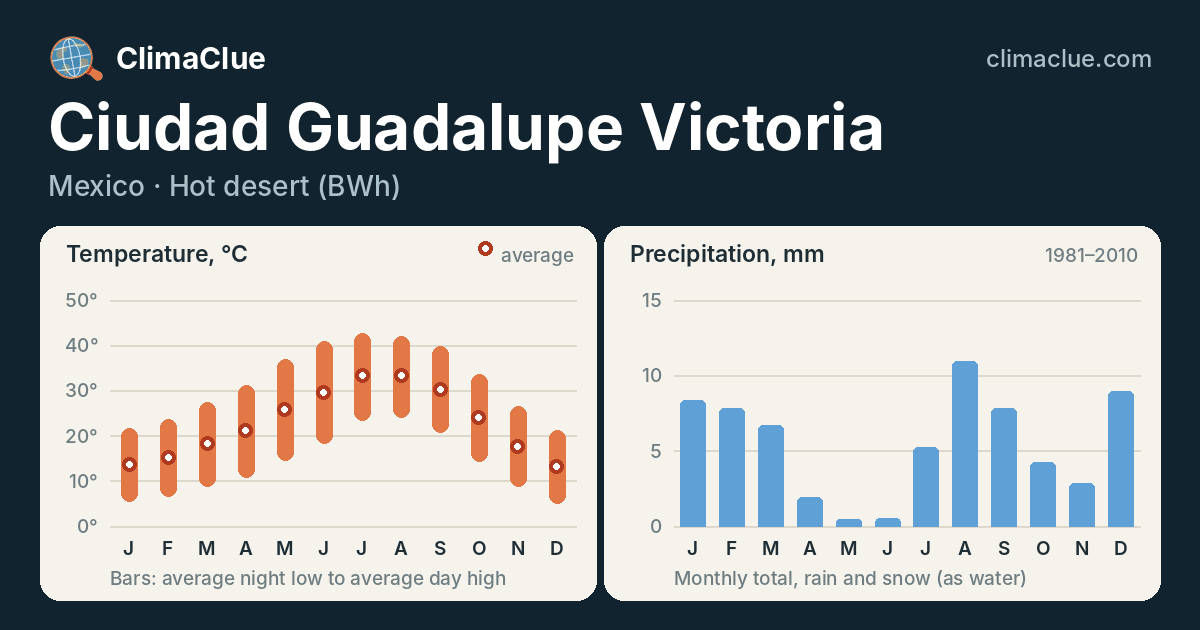 ClimaClue
climaclue.com
Ciudad Guadalupe Victoria
Mexico · Hot desert (BWh)
Temperature, °C
average
50°
40°
30°
20°
10°
0°
J F M A M J J A S O N D
Bars: average night low to average day high
Precipitation, mm
1981–2010
15
10
5
0
J F M A M J J A S O N D
Monthly total, rain and snow (as water)